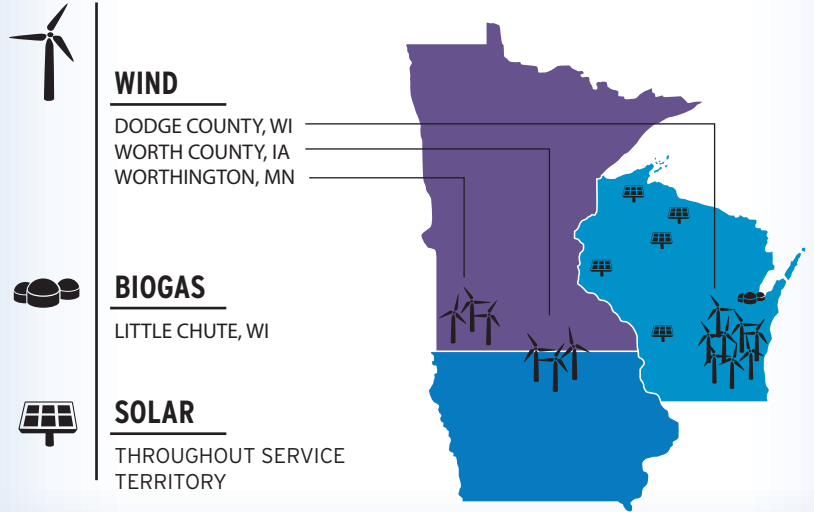 WIND
DODGE COUNTY, WI
WORTH COUNTY, IA
WORTHINGTON, MN
BIOGAS
LITTLE CHUTE, WI
SOLAR
THROUGHOUT SERVICE
TERRITORY